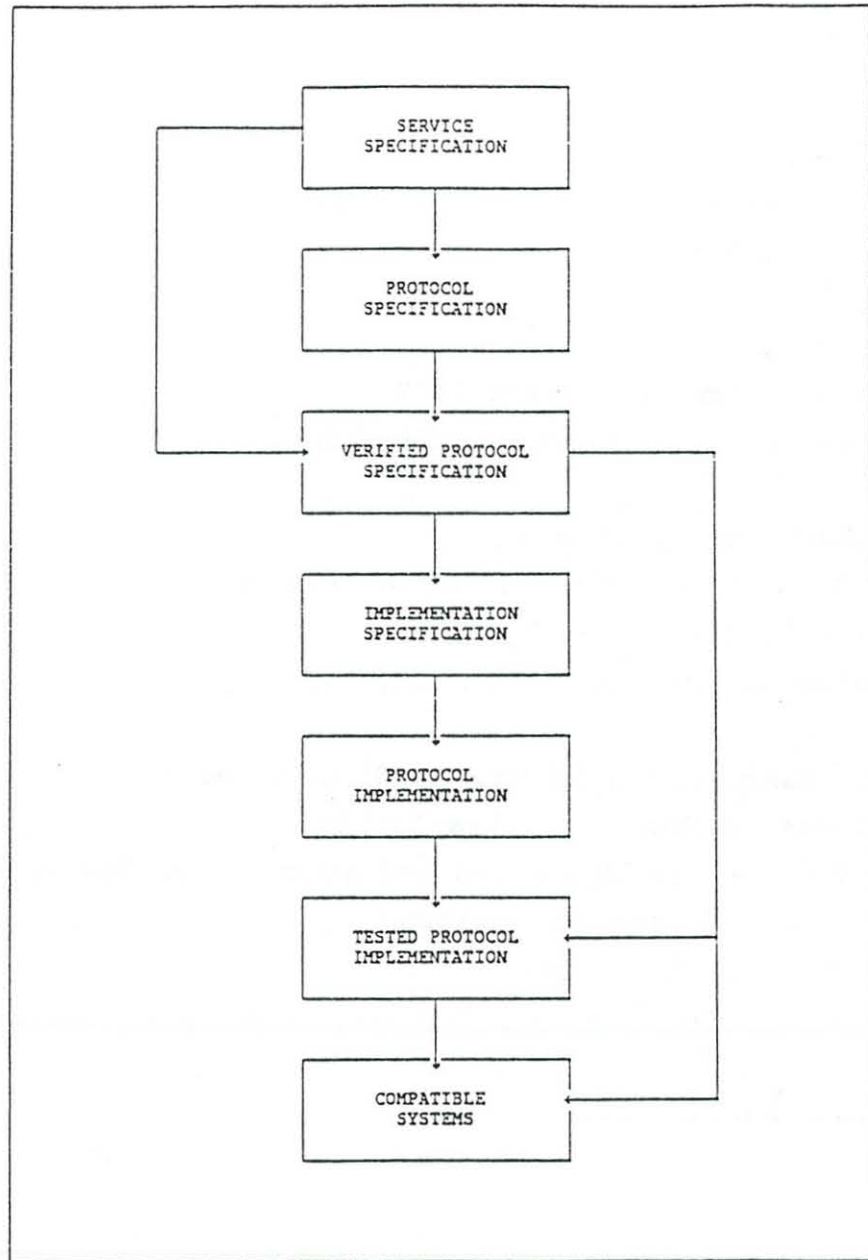 SERVICE
SPECIFICATION
PROTOCOL
SPECIFICATION
VERIFIED PROTOCOL
SPECIFICATION
IMPLEMENTATION
SPECIFICATION
PROTOCOL
IMPLEMENTATION
TESTED PROTOCOL
IMPLEMENTATION
COMPATIBLE
SYSTEMS